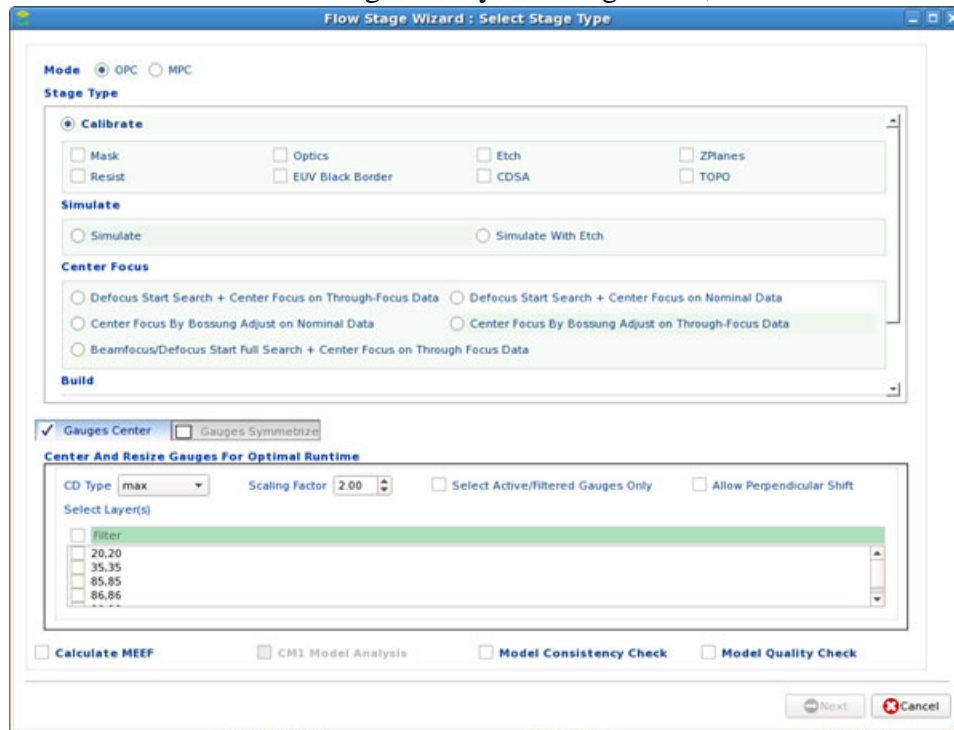 Flow Stage Wizard : Select Stage Type
Mode OPC MPC
Stage Type
Calibrate
Mask Optics Etch ZPlanes
Resist EUV Black Border CDSA TOPO
Simulate
Simulate Simulate With Etch
Center Focus
Defocus Start Search + Center Focus on Through-Focus Data Defocus Start Search + Center Focus on Nominal Data
Center Focus By Bossung Adjust on Nominal Data Center Focus By Bossung Adjust on Through-Focus Data
Beamfocus/Defocus Start Full Search + Center Focus on Through Focus Data
Build
Gauges Center Gauges Symmetrize
Center And Resize Gauges For Optimal Runtime
CD Type max Scaling Factor 2.00 Select Active/Filtered Gauges Only Allow Perpendicular Shift
Select Layer(s)
Filter
20,20
35,35
85,85
86,86
Calculate MEEF CM1 Model Analysis Model Consistency Check Model Quality Check
Next Cancel